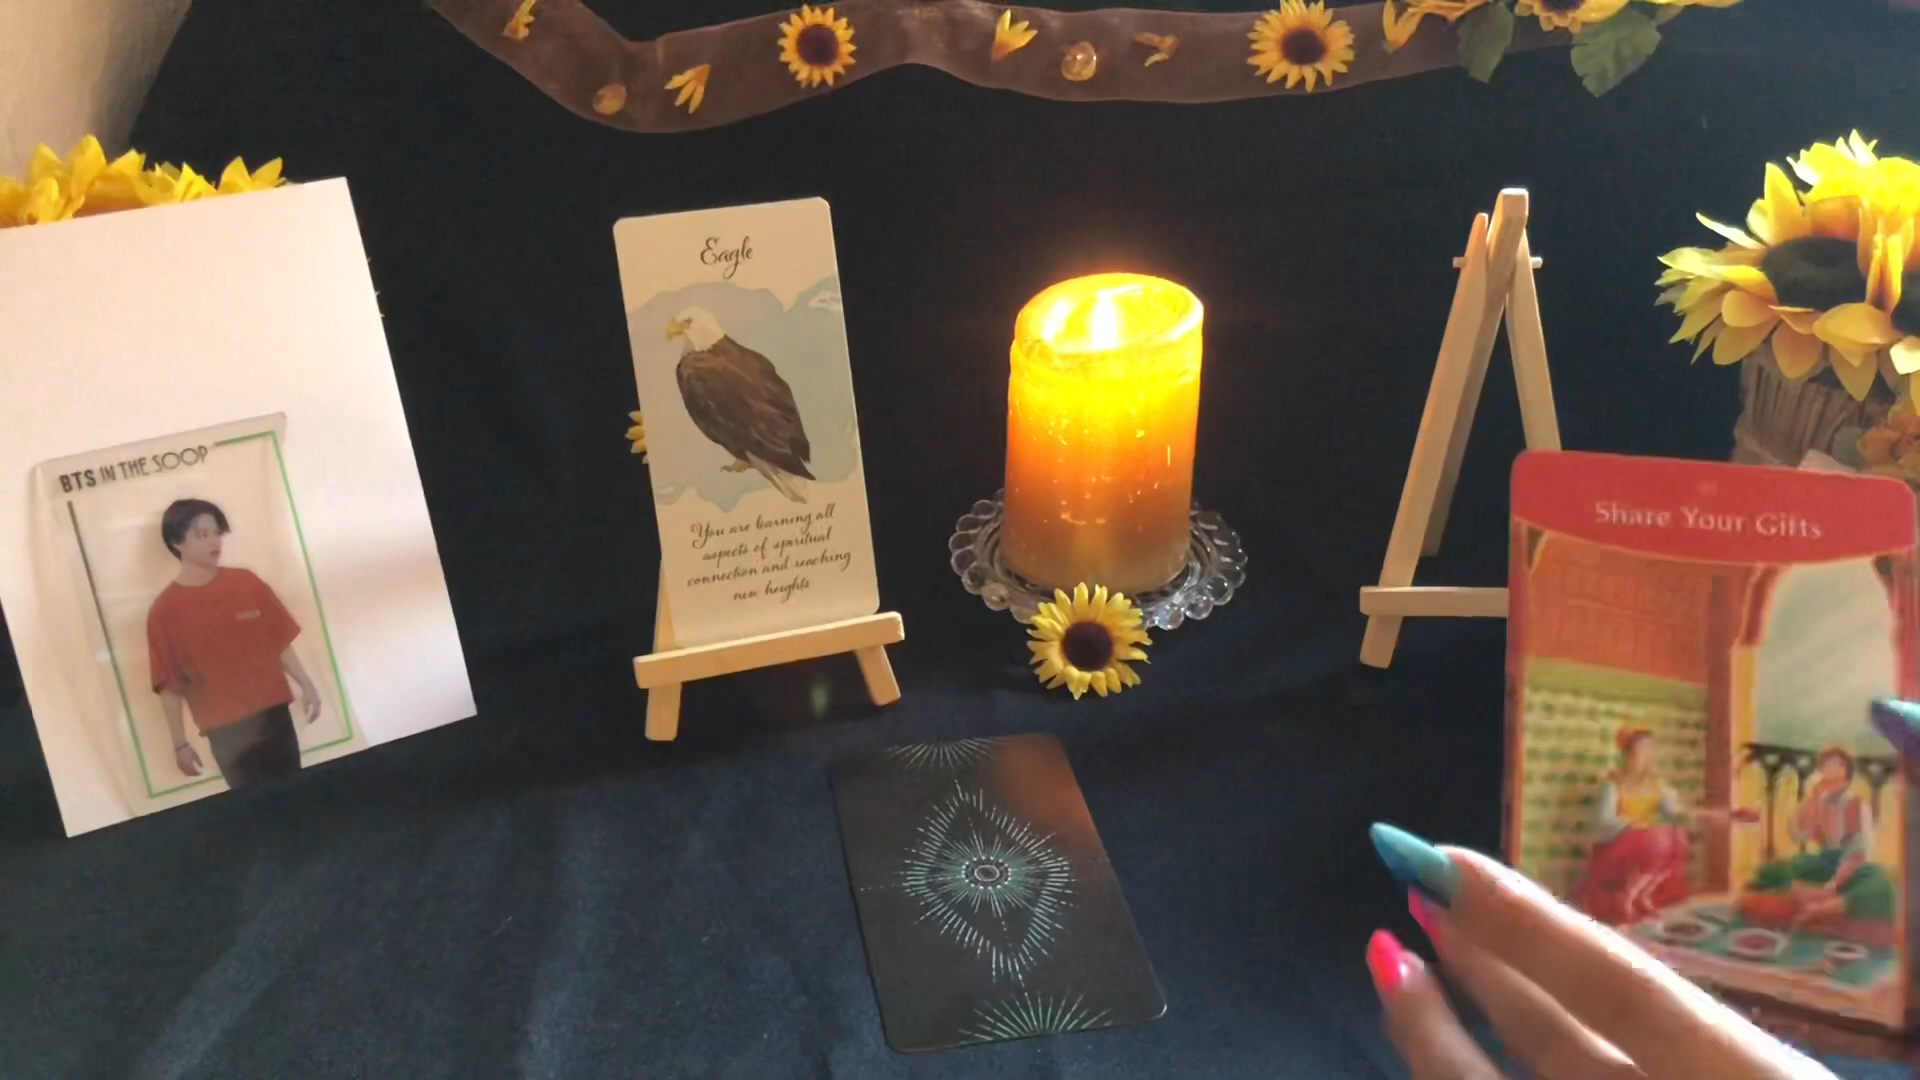 BTS IN THE SOOP
Eagle
You are learning all
aspects of spiritual
connection and reaching
new heights
Share Your Gifts